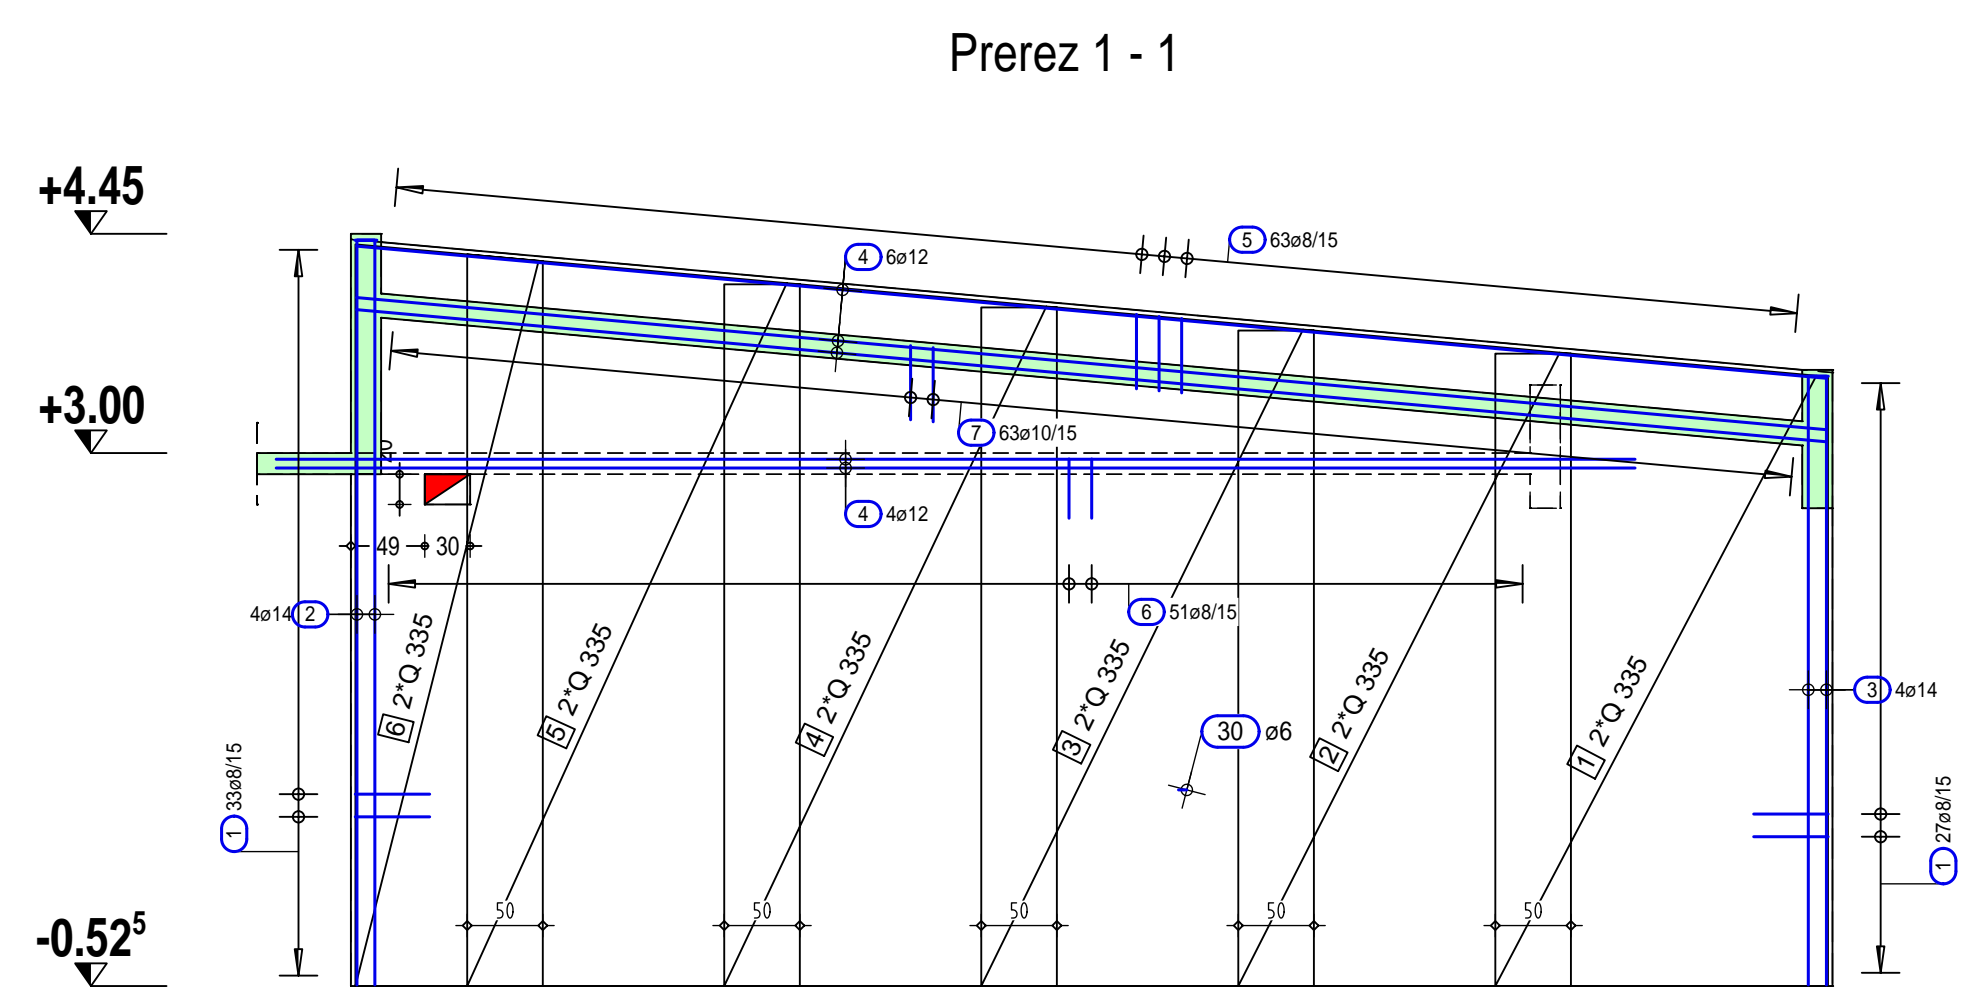 Prerez 1 - 1
+4.45
5 63ø8/15
4 6ø12
+3.00
7 63ø10/15
20
4 4ø12
49 30
4ø14 2
6 51ø8/15
6 2*Q 335
5 2*Q 335
4 2*Q 335
3 2*Q 335
2 2*Q 335
1 2*Q 335
3 4ø14
30 ø6
1 33ø8/15
1 27ø8/15
50 50 50 50 50
-0.52⁵